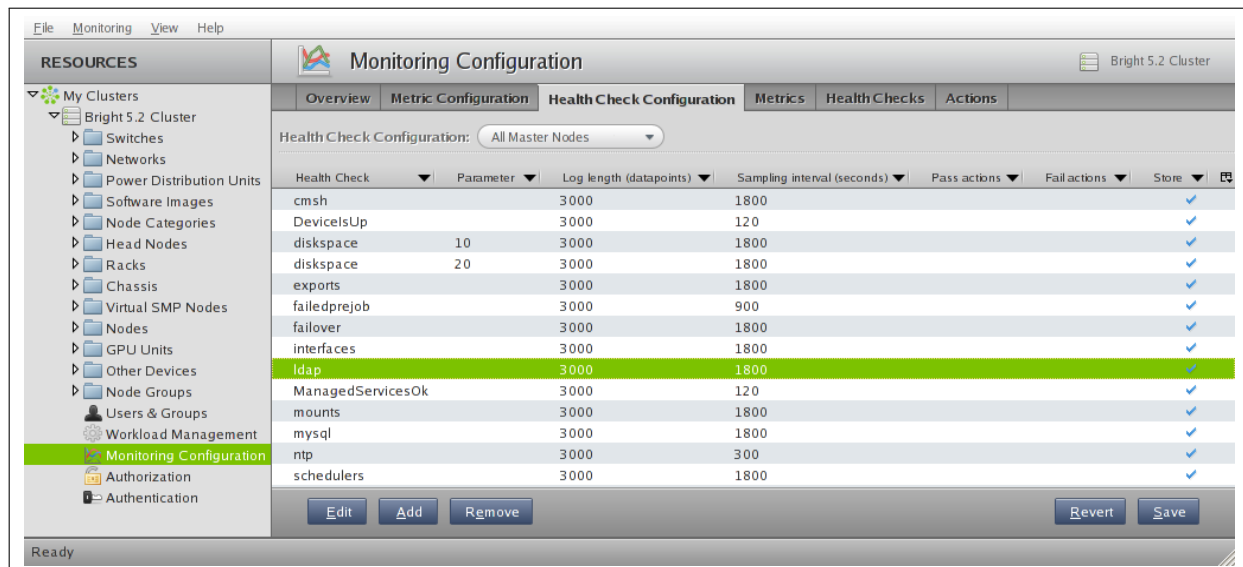 File Monitoring View Help
RESOURCES
Monitoring Configuration
Bright 5.2 Cluster
My Clusters
Bright 5.2 Cluster
Switches
Networks
Power Distribution Units
Software Images
Node Categories
Head Nodes
Racks
Chassis
Virtual SMP Nodes
Nodes
GPU Units
Other Devices
Node Groups
Users & Groups
Workload Management
Monitoring Configuration
Authorization
Authentication
Overview Metric Configuration Health Check Configuration Metrics Health Checks Actions
Health Check Configuration: All Master Nodes
Health Check Parameter Log length (datapoints) Sampling interval (seconds) Pass actions Fail actions Store
cmsh 3000 1800
DeviceIsUp 3000 120
diskspace 10 3000 1800
diskspace 20 3000 1800
exports 3000 1800
failedprejob 3000 900
failover 3000 1800
interfaces 3000 1800
ldap 3000 1800
ManagedServicesOk 3000 120
mounts 3000 1800
mysql 3000 1800
ntp 3000 300
schedulers 3000 1800
Edit Add Remove Revert Save
Ready